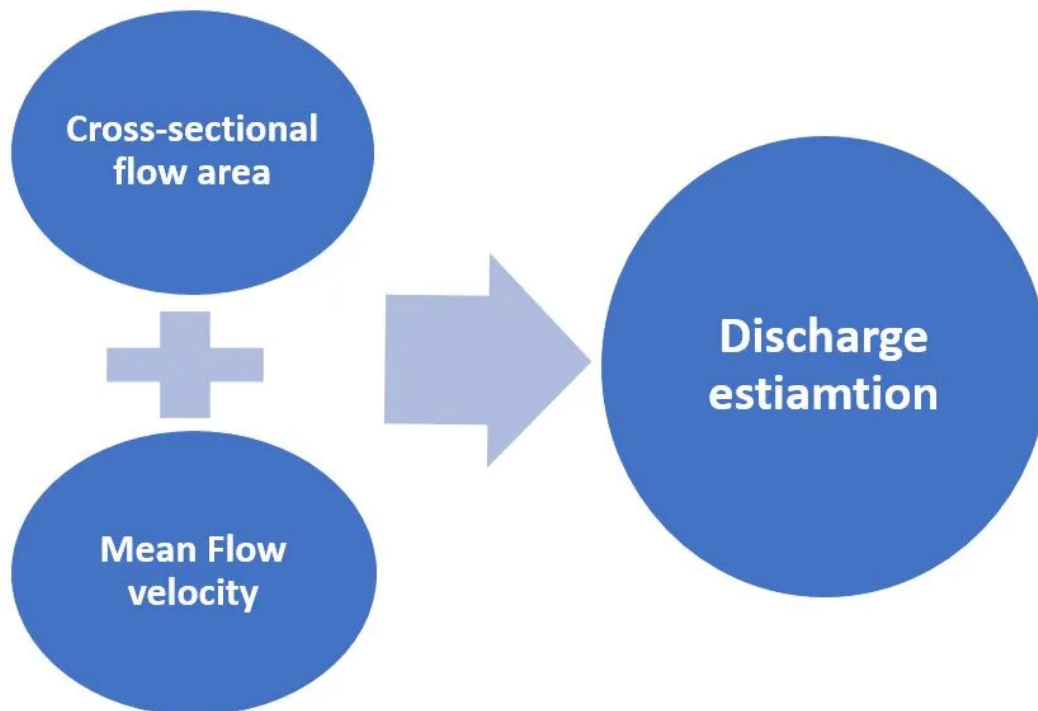 Cross-sectional
flow area
Mean Flow
velocity
Discharge
estiamtion